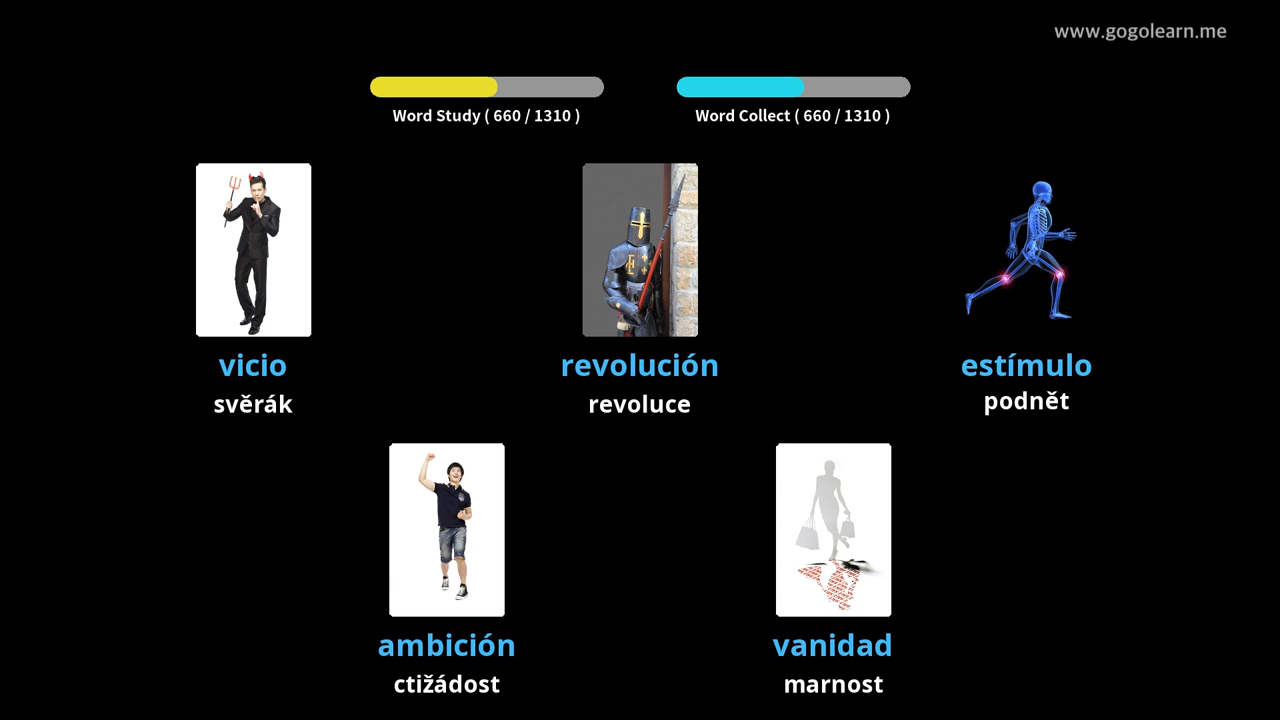 www.gogolearn.me
Word Study ( 660 / 1310 )
Word Collect ( 660 / 1310 )
vicio
svěrák
revolución
revoluce
estímulo
podnět
ambición
ctižádost
vanidad
marnost